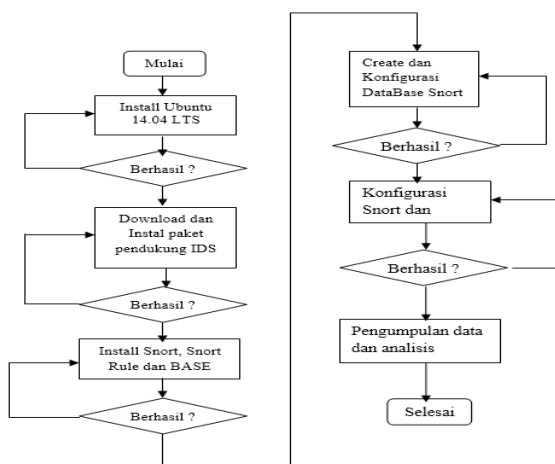 Mulai
Install Ubuntu
14.04 LTS
Berhasil ?
Download dan
Instal paket
pendukung IDS
Berhasil ?
Install Snort, Snort
Rule dan BASE
Berhasil ?
Create dan
Konfigurasi
DataBase Snort
Berhasil ?
Konfigurasi
Snort dan
Berhasil ?
Pengumpulan data
dan analisis
Selesai